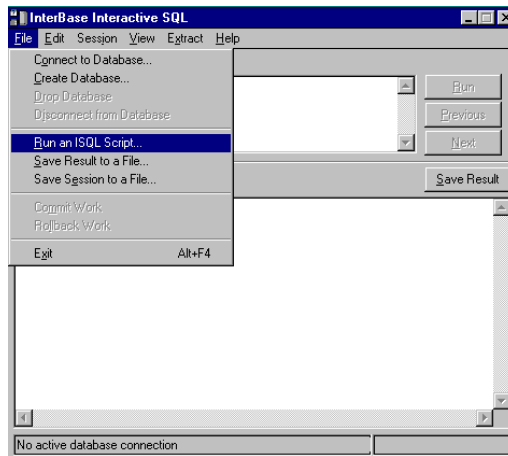 InterBase Interactive SQL
File Edit Session View Extract Help
Connect to Database...
Create Database...
Drop Database
Disconnect from Database
Run an ISQL Script...
Save Result to a File...
Save Session to a File...
Commit Work
Rollback Work
Exit Alt+F4
Run
Previous
Next
Save Result
No active database connection